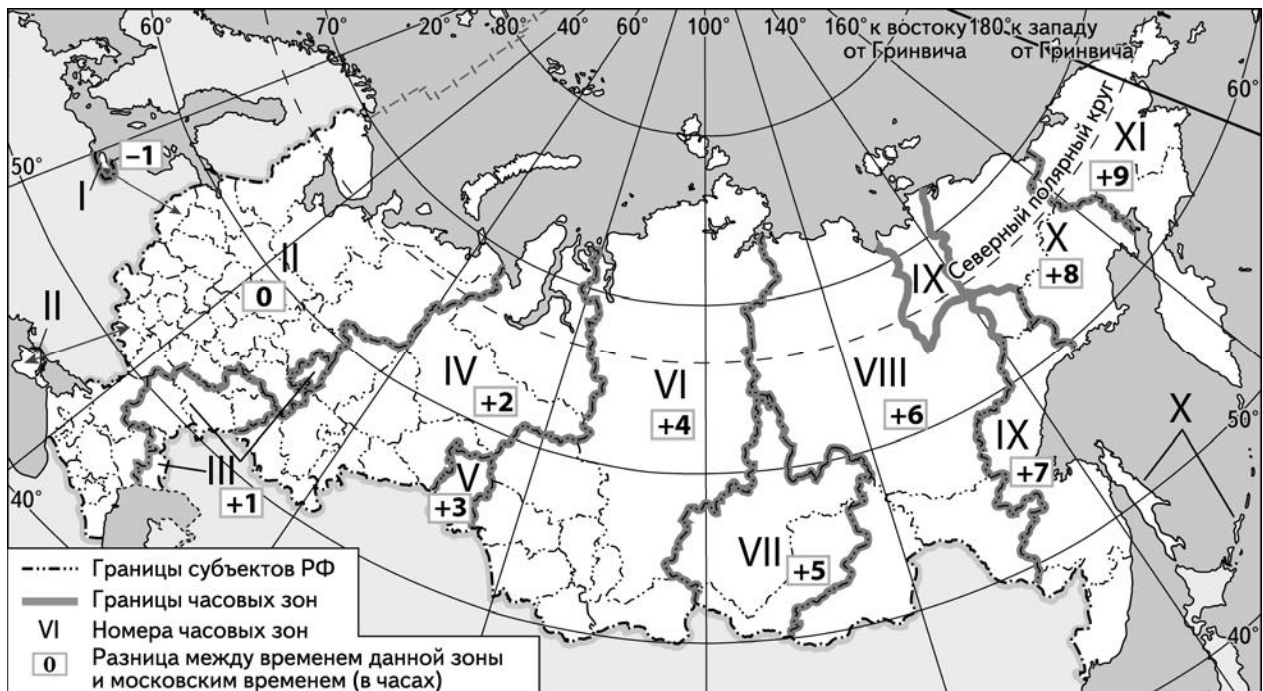 60° 70° 20° 40° 60° 80° 100° 120° 140° 160° к востоку 180° к западу
от Гринвича от Гринвича
60°
50°
–1
I
Северный полярный круг
XI
+9
II
0
X
+8
IX
II
IV
+2
VI
+4
VIII
+6
X
50°
IX
+7
V
+3
III
+1
40°
VII
+5
40°
Границы субъектов РФ
Границы часовых зон
VI Номера часовых зон
0 Разница между временем данной зоны
и московским временем (в часах)